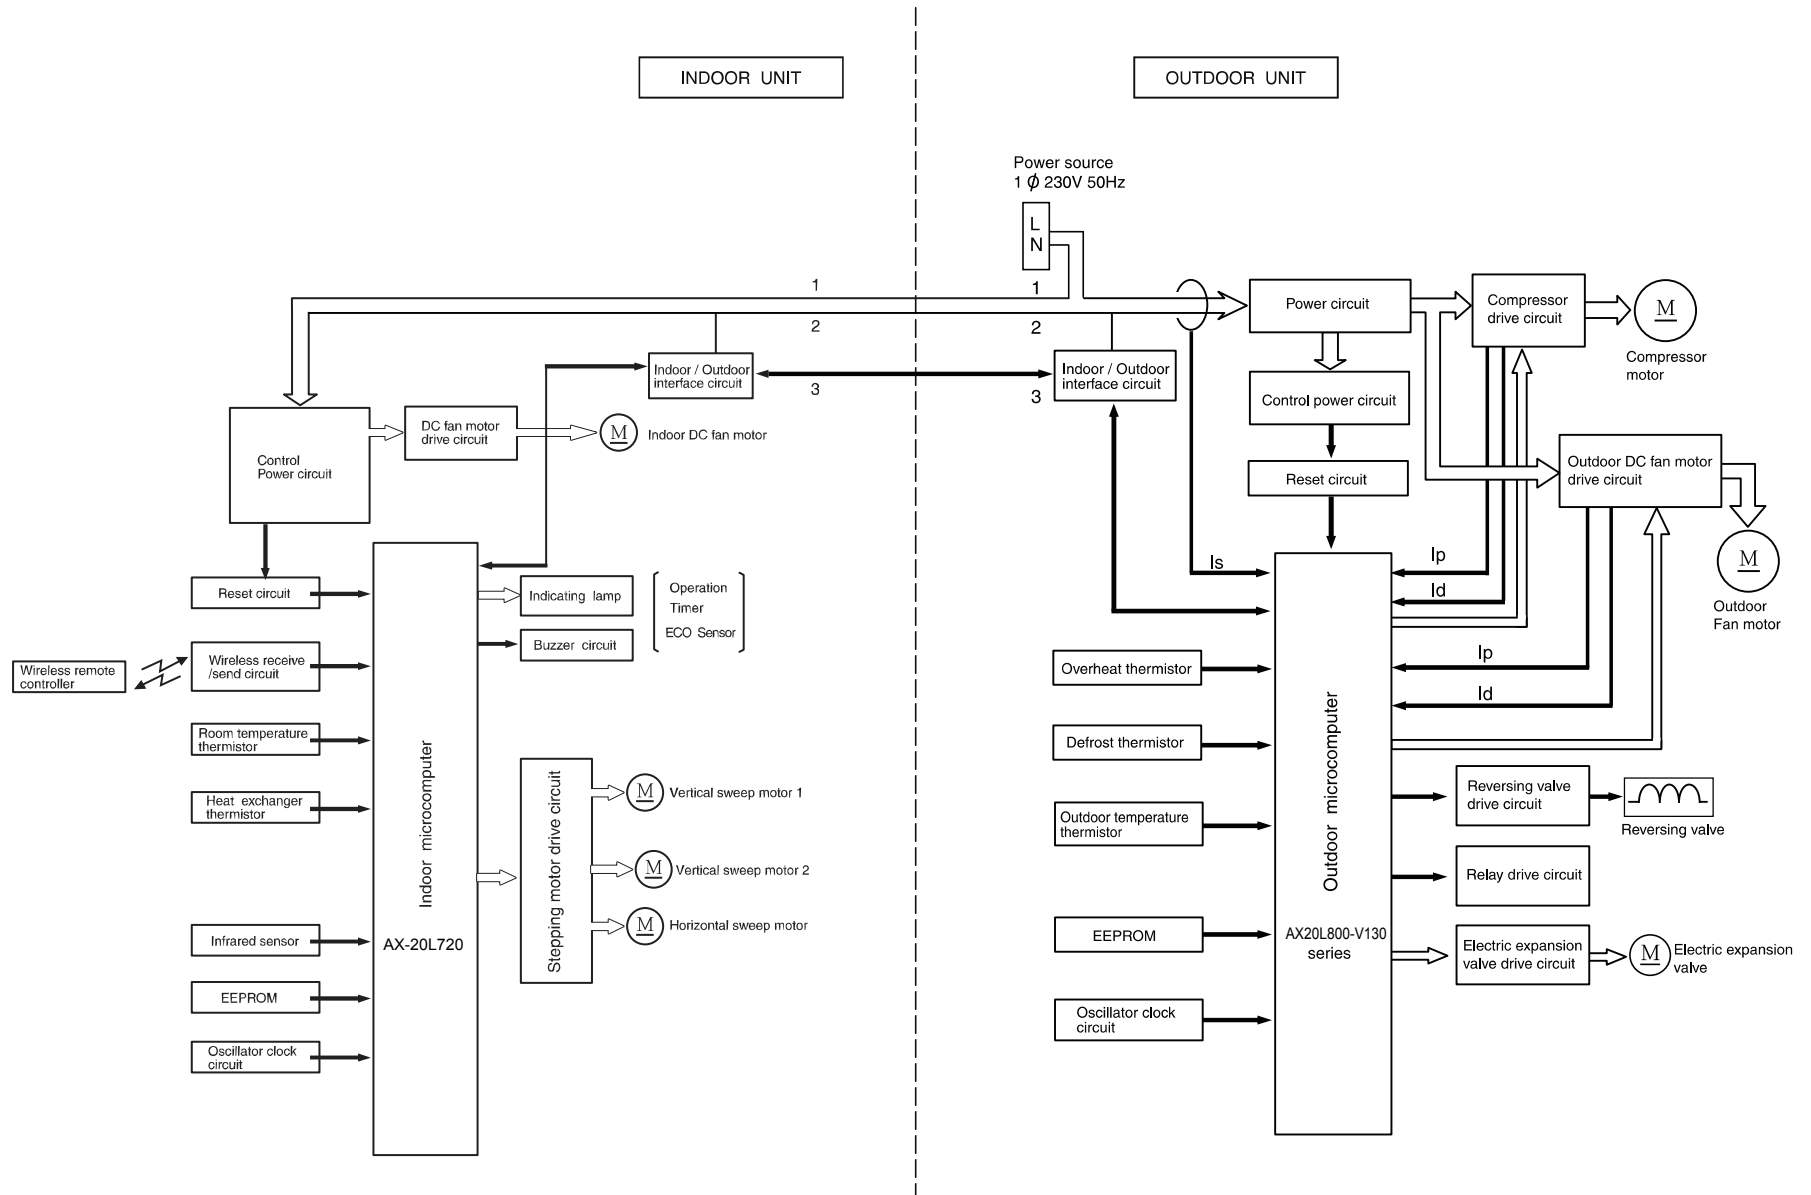 INDOOR UNIT
OUTDOOR UNIT
Power source
1 ϕ 230V 50Hz
L
N
1
1
2
2
3
3
Power circuit
Compressor
drive circuit
M
Compressor
motor
Indoor / Outdoor
interface circuit
Indoor / Outdoor
interface circuit
Control power circuit
Control
Power circuit
DC fan motor
drive circuit
M
Indoor DC fan motor
Reset circuit
Outdoor DC fan motor
drive circuit
M
Outdoor
Fan motor
Is
Ip
Id
Ip
Id
Reset circuit
Indicating lamp
Operation
Timer
ECO Sensor
Buzzer circuit
Wireless remote
controller
Wireless receive
/send circuit
Room temperature
thermistor
Heat exchanger
thermistor
Infrared sensor
EEPROM
Oscillator clock
circuit
Indoor microcomputer
AX-20L720
Stepping motor drive circuit
M
Vertical sweep motor 1
M
Vertical sweep motor 2
M
Horizontal sweep motor
Overheat thermistor
Defrost thermistor
Outdoor temperature
thermistor
EEPROM
Oscillator clock
circuit
Outdoor microcomputer
AX20L800-V130
series
Reversing valve
drive circuit
Reversing valve
Relay drive circuit
Electric expansion
valve drive circuit
M
Electric expansion
valve